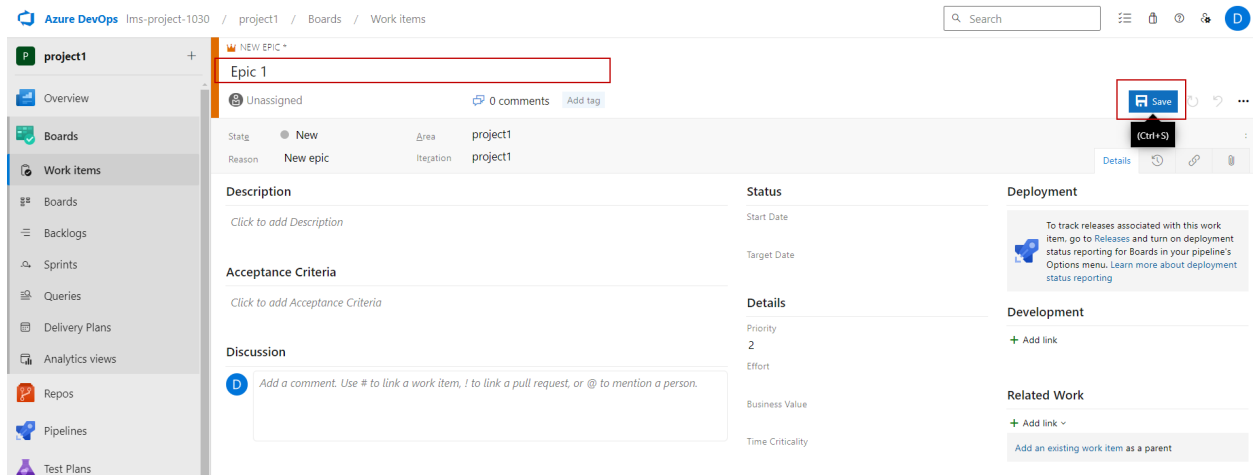 Azure DevOps lms-project-1030 / project1 / Boards / Work items
Search
D
P project1 +
Overview
Boards
Work items
Boards
Backlogs
Sprints
Queries
Delivery Plans
Analytics views
Repos
Pipelines
Test Plans
NEW EPIC *
Epic 1
Unassigned
0 comments
Add tag
Save
(Ctrl+S)
State New
Area project1
Reason New epic
Iteration project1
Details
Description
Click to add Description
Acceptance Criteria
Click to add Acceptance Criteria
Discussion
D
Add a comment. Use # to link a work item, ! to link a pull request, or @ to mention a person.
Status
Start Date
Target Date
Details
Priority
2
Effort
Business Value
Time Criticality
Deployment
To track releases associated with this work
item, go to Releases and turn on deployment
status reporting for Boards in your pipeline's
Options menu. Learn more about deployment
status reporting
Development
+ Add link
Related Work
+ Add link
Add an existing work item as a parent